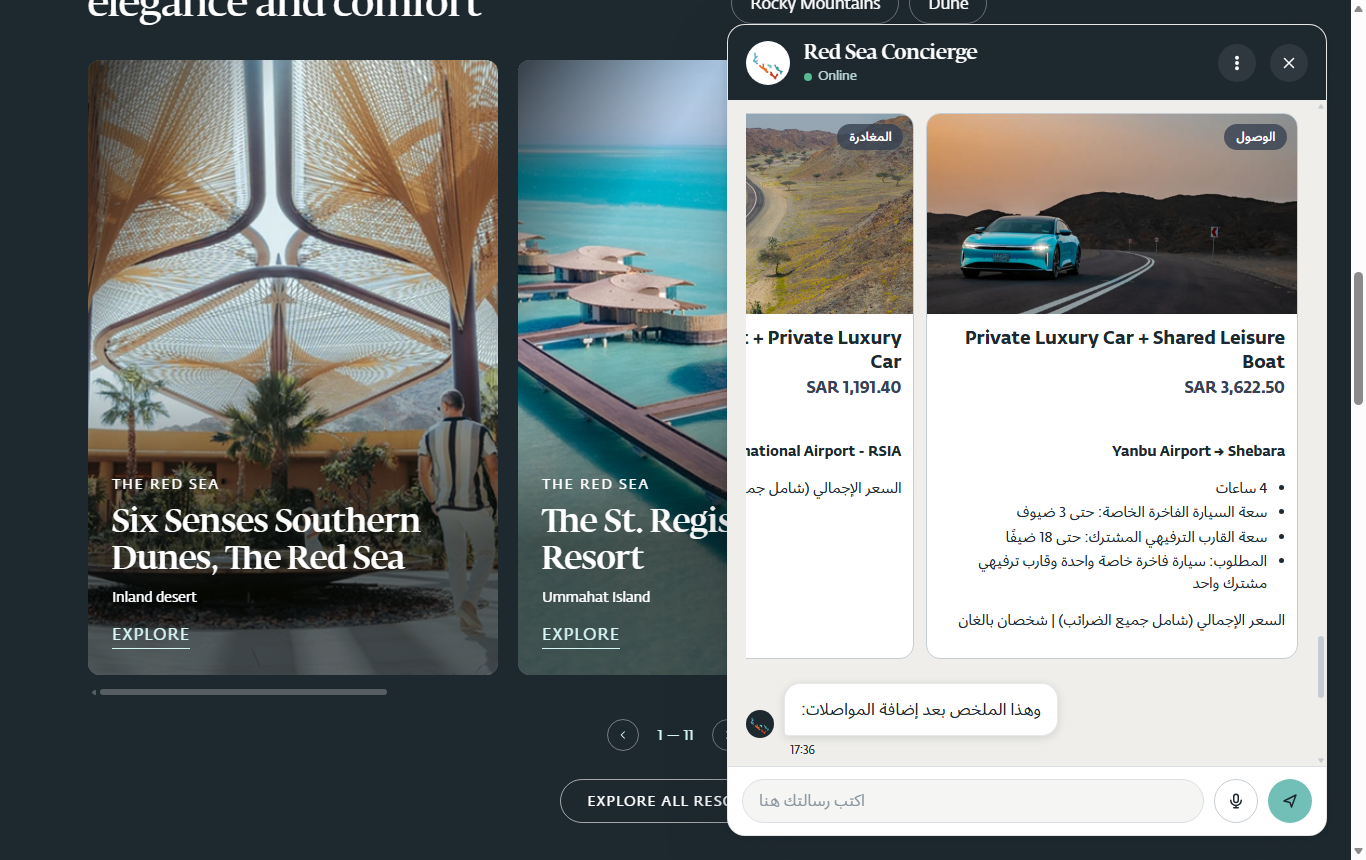 elegance and comfort
Rocky Mountains
Dune
THE RED SEA
Six Senses Southern
Dunes, The Red Sea
Inland desert
EXPLORE
THE RED SEA
The St. Regis
Resort
Ummahat Island
EXPLORE
1 — 11
EXPLORE ALL RESO
Red Sea Concierge
Online
الوصول
Private Luxury Car + Shared Leisure
Boat
SAR 3,622.50
Yanbu Airport → Shebara
• 4 ساعات
• سعة السيارة الفاخرة الخاصة: حتى 3 ضيوف
• سعة القارب الترفيهي المشترك: حتى 18 ضيفًا
• المطلوب: سيارة فاخرة خاصة واحدة وقارب ترفيهي
مشترك واحد
السعر الإجمالي (شامل جميع الضرائب) | شخصان بالغان
المغادرة
+ Private Luxury
Car
SAR 1,191.40
national Airport - RSIA
السعر الإجمالي (شامل جم
وهذا الملخص بعد إضافة المواصلات:
17:36
اكتب رسالتك هنا